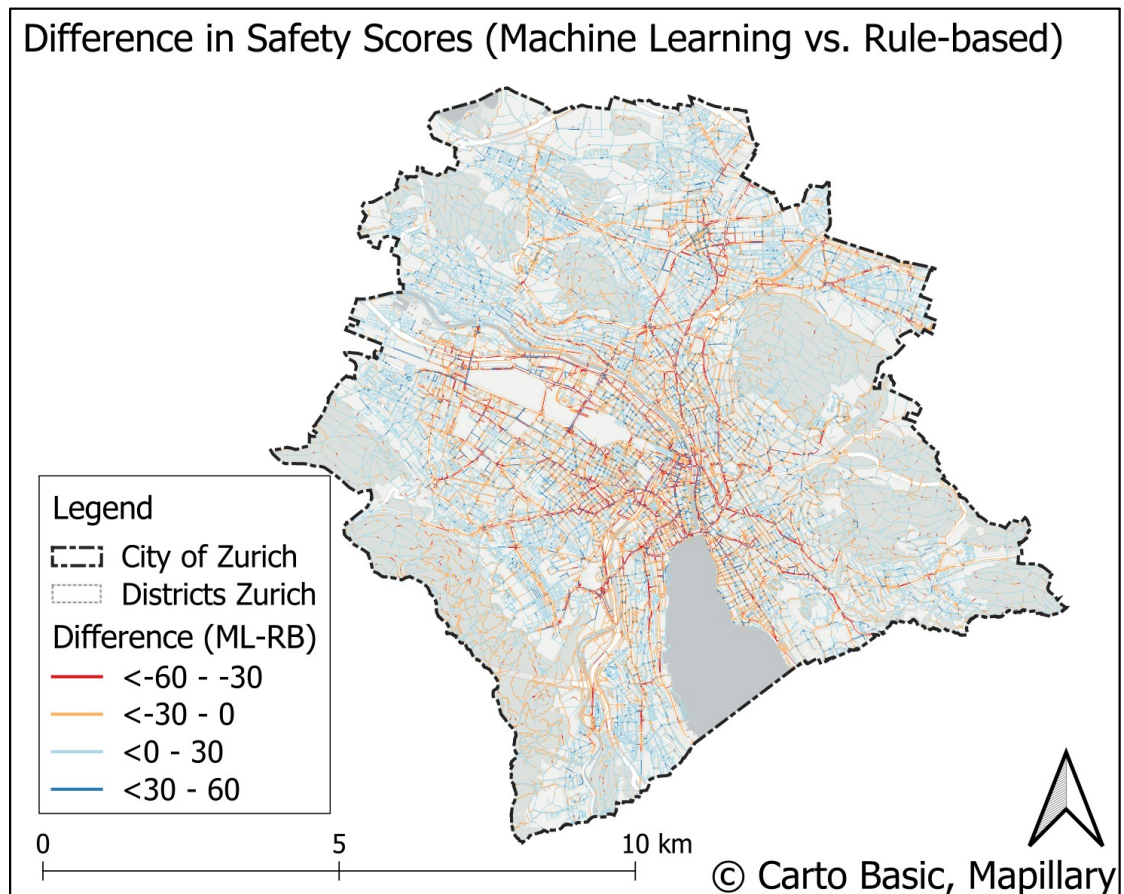 Difference in Safety Scores (Machine Learning vs. Rule-based)
Legend
City of Zurich
Districts Zurich
Difference (ML-RB)
<-60 - -30
<-30 - 0
<0 - 30
<30 - 60
0 5 10 km
© Carto Basic, Mapillary